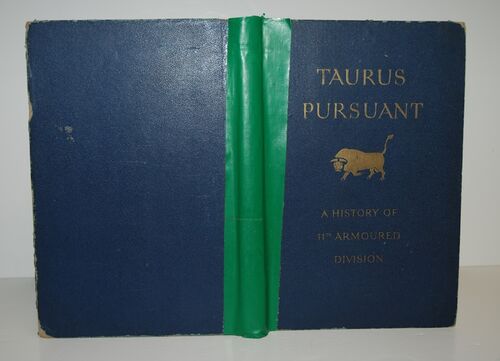 TAURUS
PURSUANT
A HISTORY OF
11TH ARMOURED
DIVISION